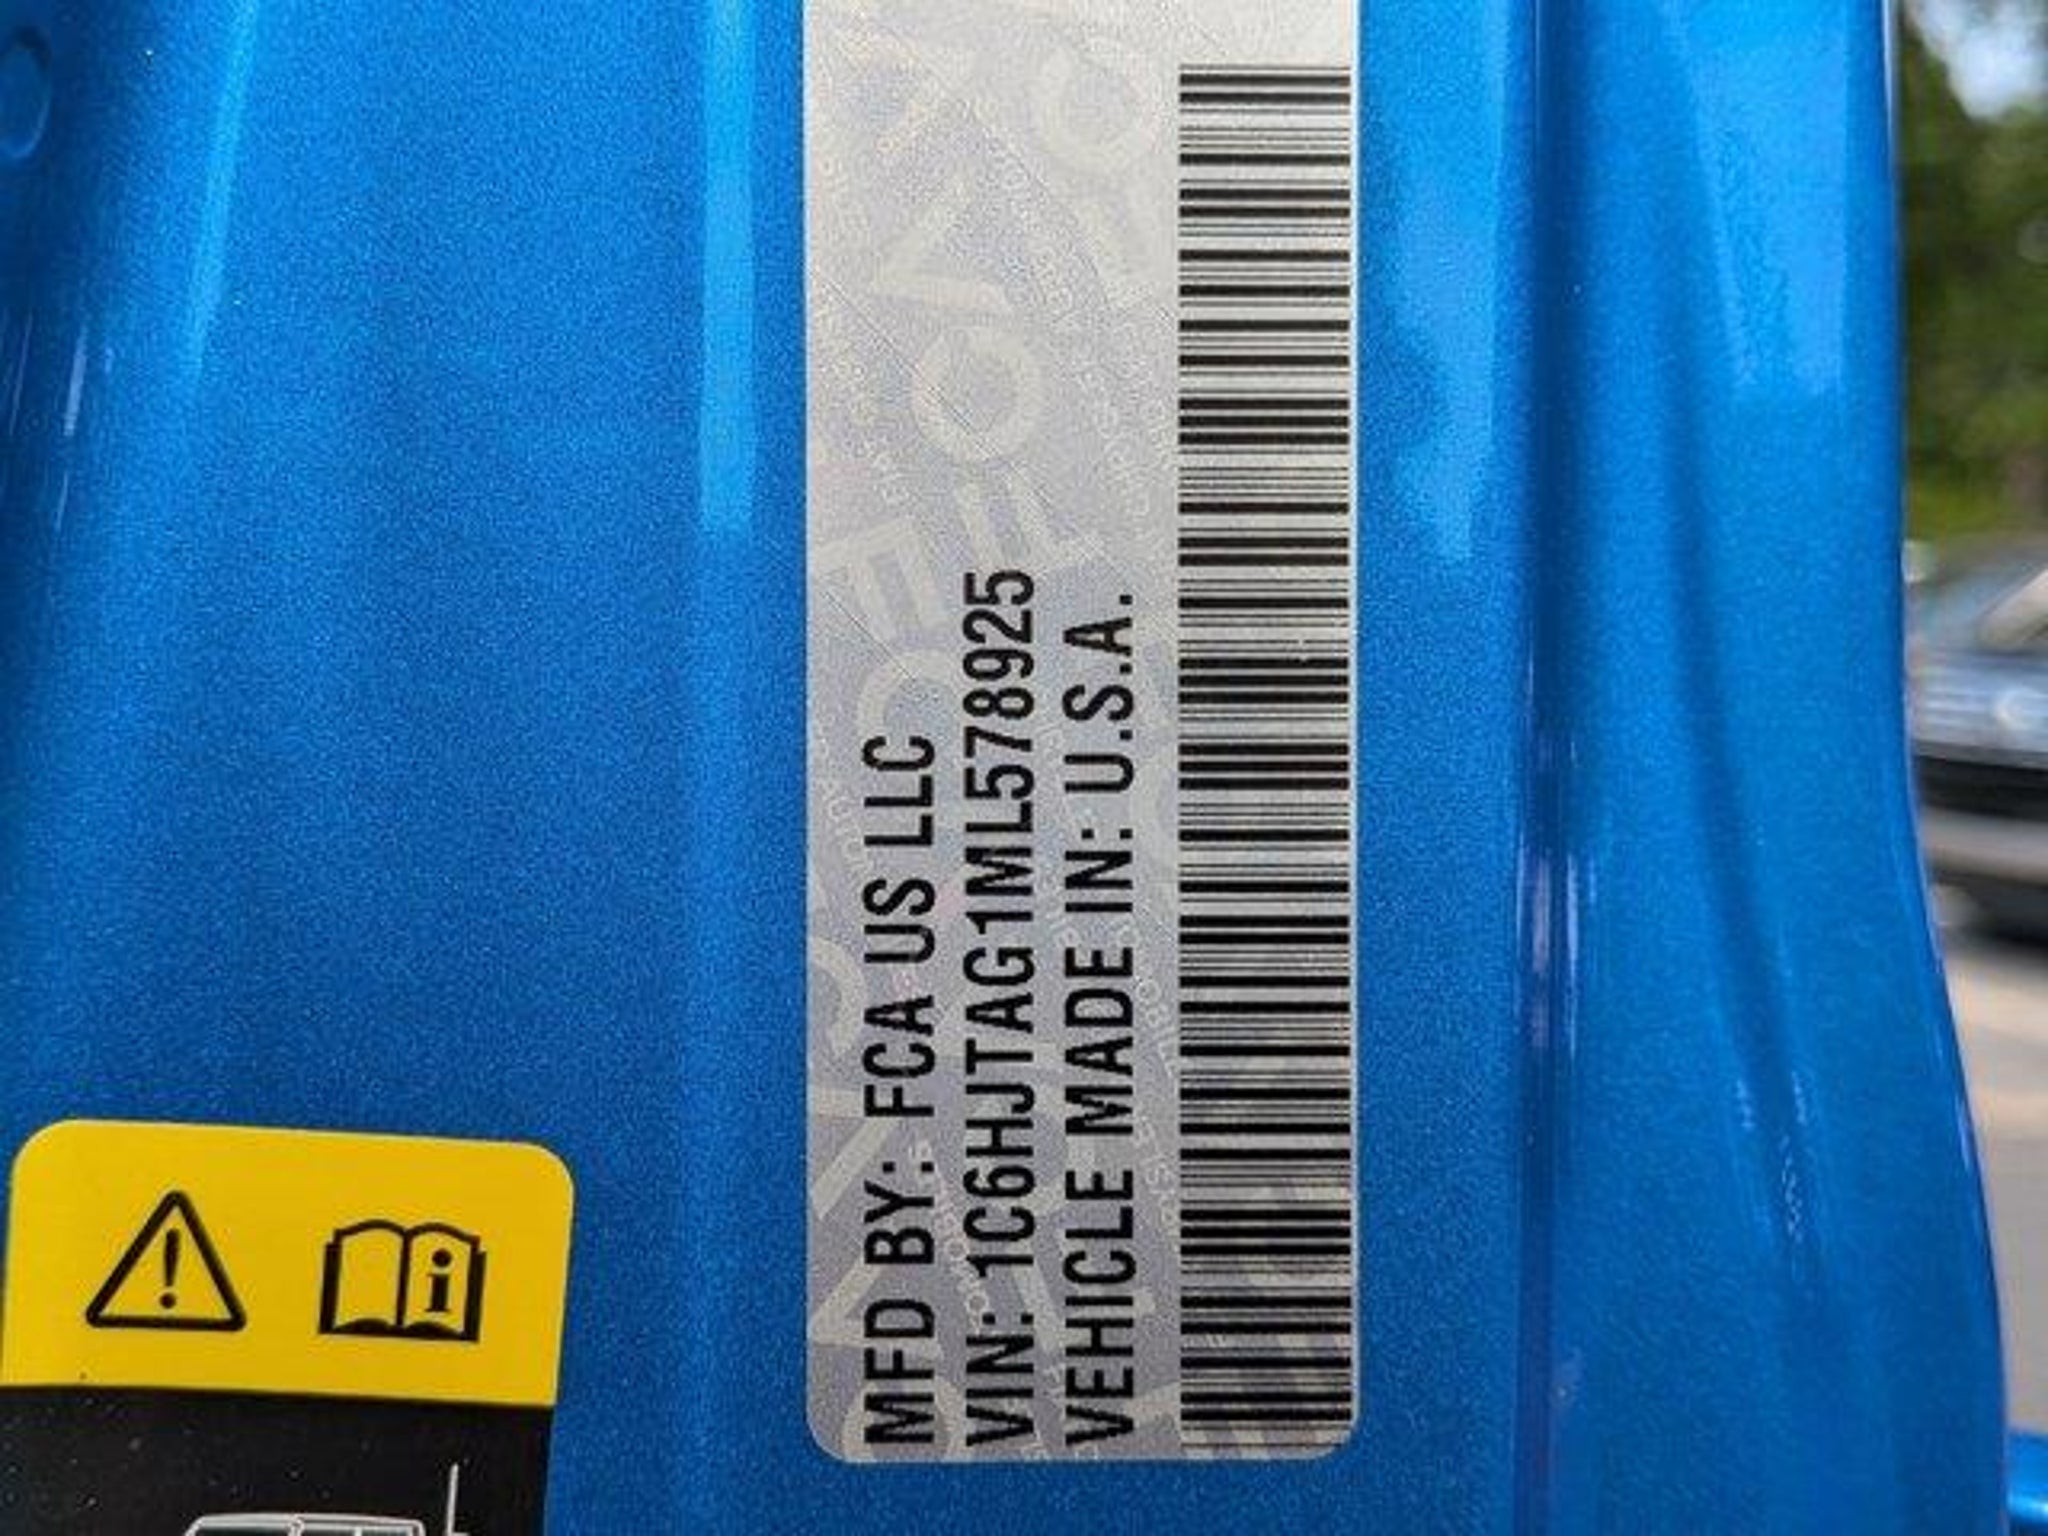 MFD BY: FCA US LLC
VIN: 1C6HJTAG1ML578925
VEHICLE MADE IN: U.S.A.